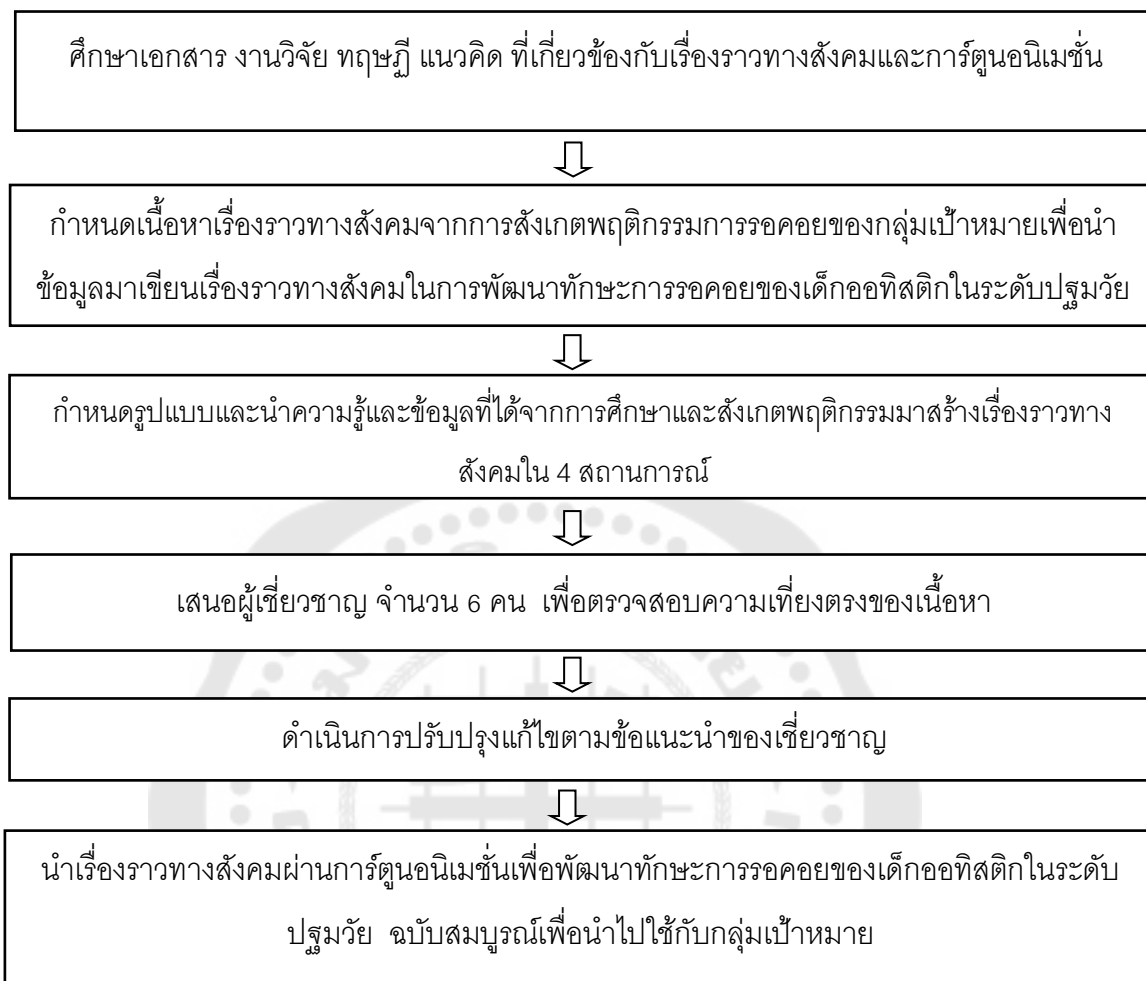 ศึกษาเอกสาร งานวิจัย ทฤษฏี แนวคิด ที่เกี่ยวข้องกับเรื่องราวทางสังคมและการ์ตูนอนิเมชั่น
กำหนดเนื้อหาเรื่องราวทางสังคมจากการสังเกตพฤติกรรมการรอคอยของกลุ่มเป้าหมายเพื่อนำ
ข้อมูลมาเขียนเรื่องราวทางสังคมในการพัฒนาทักษะการรอคอยของเด็กออทิสติกในระดับปฐมวัย
กำหนดรูปแบบและนำความรู้และข้อมูลที่ได้จากการศึกษาและสังเกตพฤติกรรมมาสร้างเรื่องราวทาง
สังคมใน 4 สถานการณ์
เสนอผู้เชี่ยวชาญ จำนวน 6 คน เพื่อตรวจสอบความเที่ยงตรงของเนื้อหา
ดำเนินการปรับปรุงแก้ไขตามข้อแนะนำของเชี่ยวชาญ
นำเรื่องราวทางสังคมผ่านการ์ตูนอนิเมชั่นเพื่อพัฒนาทักษะการรอคอยของเด็กออทิสติกในระดับ
ปฐมวัย ฉบับสมบูรณ์เพื่อนำไปใช้กับกลุ่มเป้าหมาย